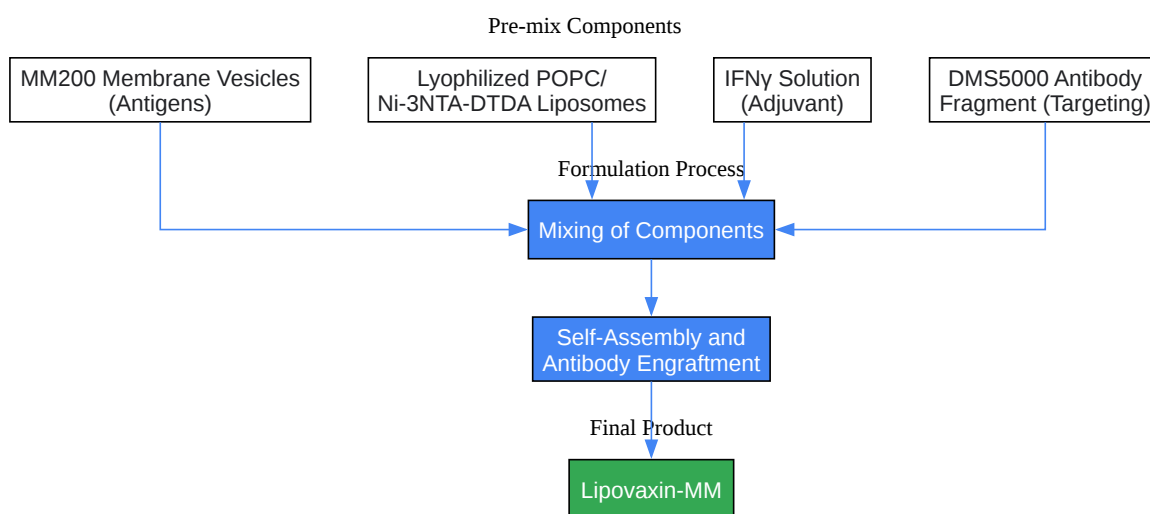 Pre-mix Components
MM200 Membrane Vesicles
(Antigens)
Lyophilized POPC/
Ni-3NTA-DTDA Liposomes
IFNγ Solution
(Adjuvant)
DMS5000 Antibody
Fragment (Targeting)
Formulation Process
Mixing of Components
Self-Assembly and
Antibody Engraftment
Final Product
Lipovaxin-MM